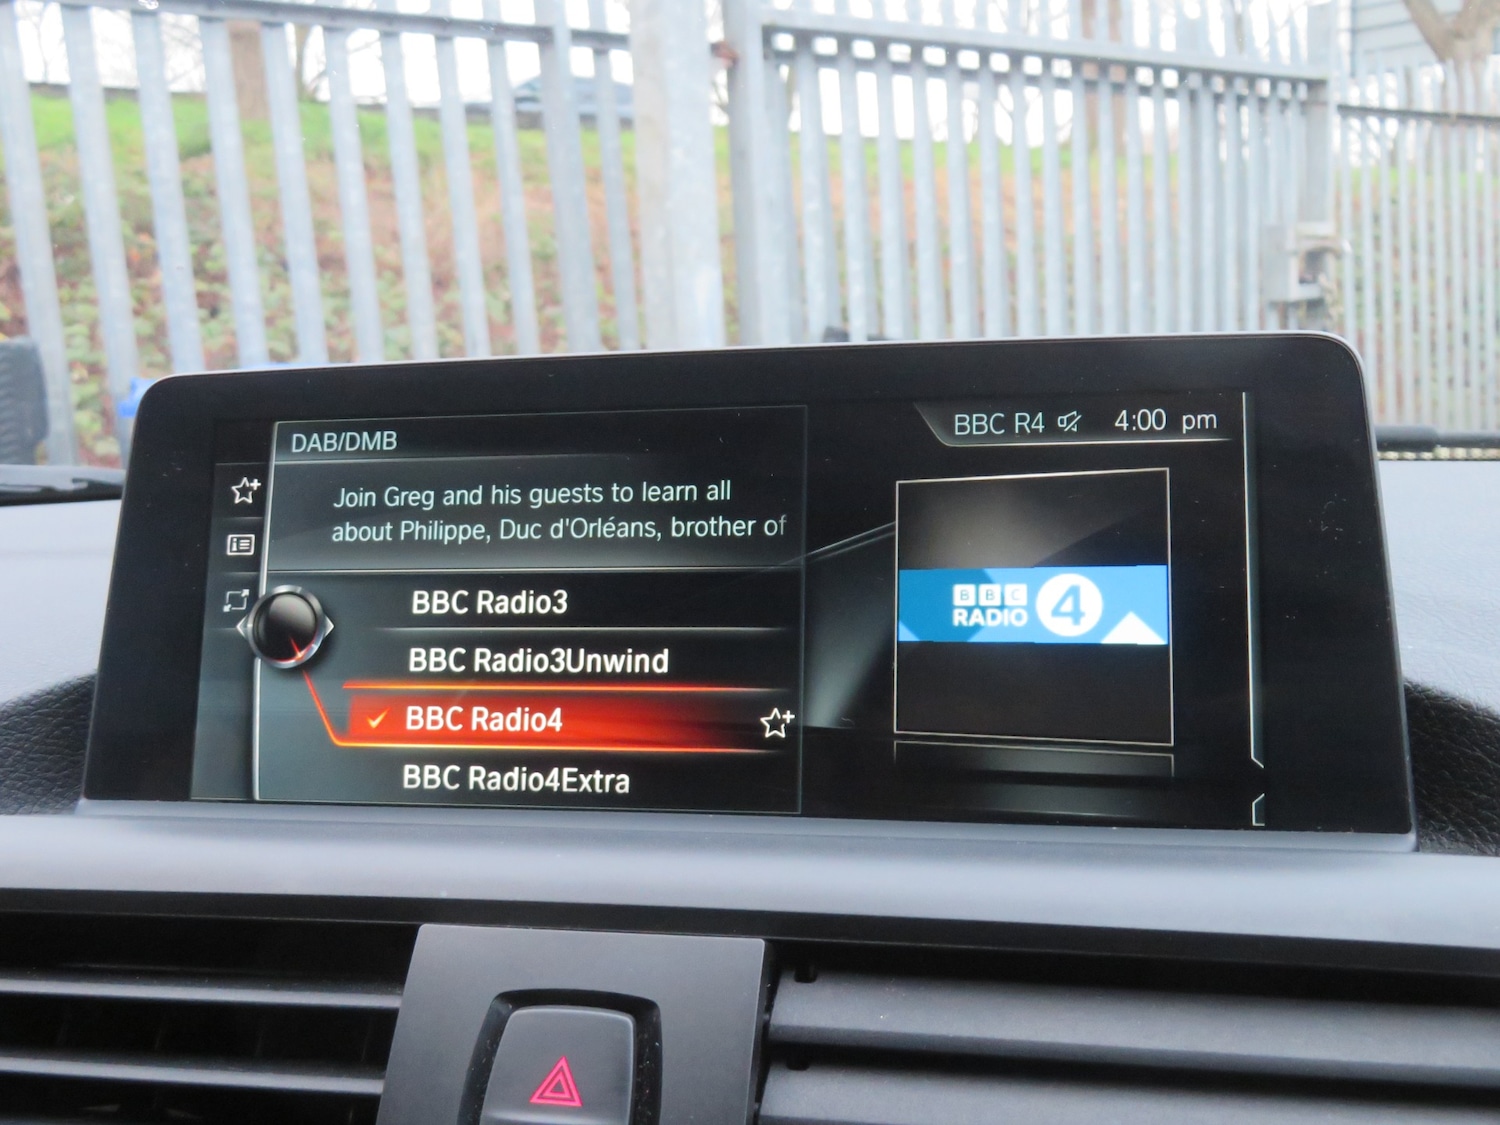 DAB/DMB
BBC R4 4:00 pm
Join Greg and his guests to learn all
about Philippe, Duc d'Orléans, brother of
BBC Radio3
BBC Radio3Unwind
BBC Radio4
BBC Radio4Extra
BBC
RADIO 4